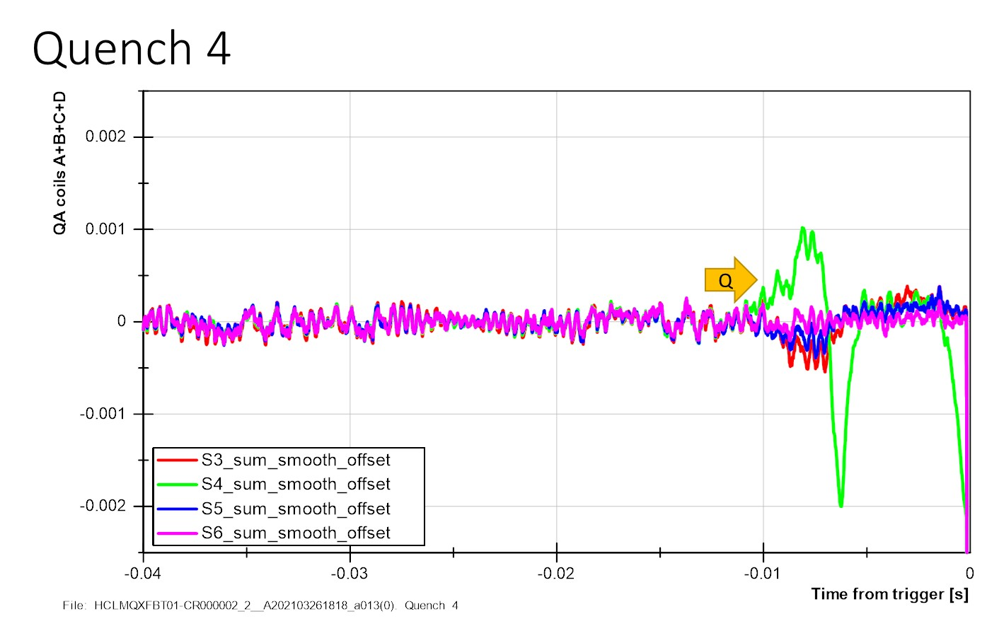 Quench 4
QA coils A+B+C+D
0.002
0.001
0
-0.001
-0.002
Q
S3_sum_smooth_offset
S4_sum_smooth_offset
S5_sum_smooth_offset
S6_sum_smooth_offset
-0.04 -0.03 -0.02 -0.01 0
Time from trigger [s]
File: HCLMQXFBT01-CR000002_2__A202103261818_a013(0). Quench 4